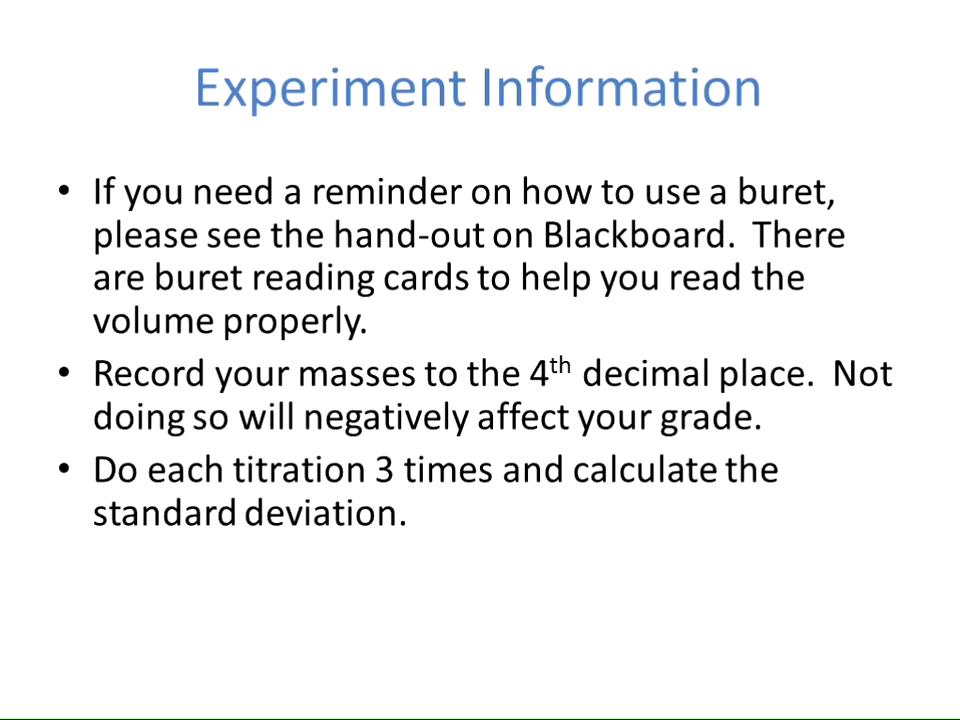 Experiment Information
• If you need a reminder on how to use a buret,
please see the hand-out on Blackboard.  There
are buret reading cards to help you read the
volume properly.
• Record your masses to the 4th decimal place.  Not
doing so will negatively affect your grade.
• Do each titration 3 times and calculate the
standard deviation.